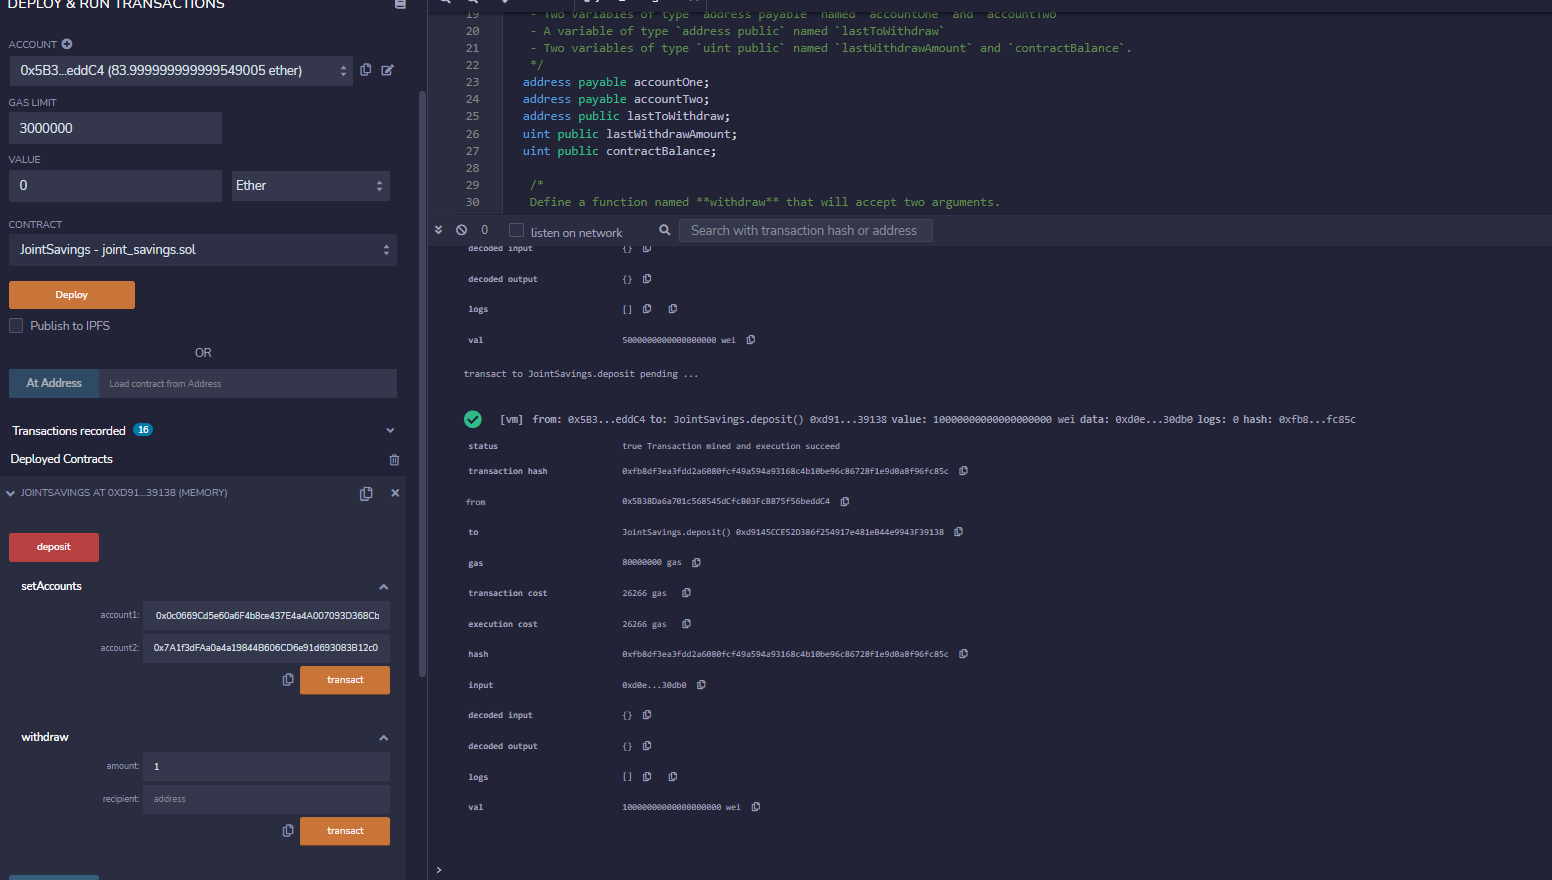 DEPLOY & RUN TRANSACTIONS
ACCOUNT
0x5B3...eddC4 (83.999999999999549005 ether)
GAS LIMIT
3000000
VALUE
0
Ether
CONTRACT
JointSavings - joint_savings.sol
Deploy
Publish to IPFS
OR
At Address
Load contract from Address
Transactions recorded 16
Deployed Contracts
JOINTSAVINGS AT 0XD91...39138 (MEMORY)
deposit
setAccounts
account1: 0x0c0669Cd5e60a6F4b8ce437E4a4A007093D368Cb
account2: 0x7A1f3dFAa0a4a19844B606CD6e91d693083B12c0
transact
withdraw
amount: 1
recipient: address
transact
19 - Two variables of type `address payable` named `accountOne` and `accountTwo`
20 - A variable of type `address public` named `lastToWithdraw`
21 - Two variables of type `uint public` named `lastWithdrawAmount` and `contractBalance`.
22 */
23 address payable accountOne;
24 address payable accountTwo;
25 address public lastToWithdraw;
26 uint public lastWithdrawAmount;
27 uint public contractBalance;
28
29 /*
30 Define a function named **withdraw** that will accept two arguments.
0 listen on network Search with transaction hash or address
decoded input {}
decoded output {}
logs []
val 5000000000000000000 wei
transact to JointSavings.deposit pending ...
[vm] from: 0x5B3...eddC4 to: JointSavings.deposit() 0xd91...39138 value: 10000000000000000000 wei data: 0xd0e...30db0 logs: 0 hash: 0xfb8...fc85c
status true Transaction mined and execution succeed
transaction hash 0xfb8df3ea3fdd2a6080fcf49a594a93168c4b10be96c86728f1e9d0a8f96fc85c
from 0x5B38Da6a701c568545dCfcB03FcB875f56beddC4
to JointSavings.deposit() 0xd9145CCE52D386f254917e481eB44e9943F39138
gas 80000000 gas
transaction cost 26266 gas
execution cost 26266 gas
hash 0xfb8df3ea3fdd2a6080fcf49a594a93168c4b10be96c86728f1e9d0a8f96fc85c
input 0xd0e...30db0
decoded input {}
decoded output {}
logs []
val 10000000000000000000 wei
>